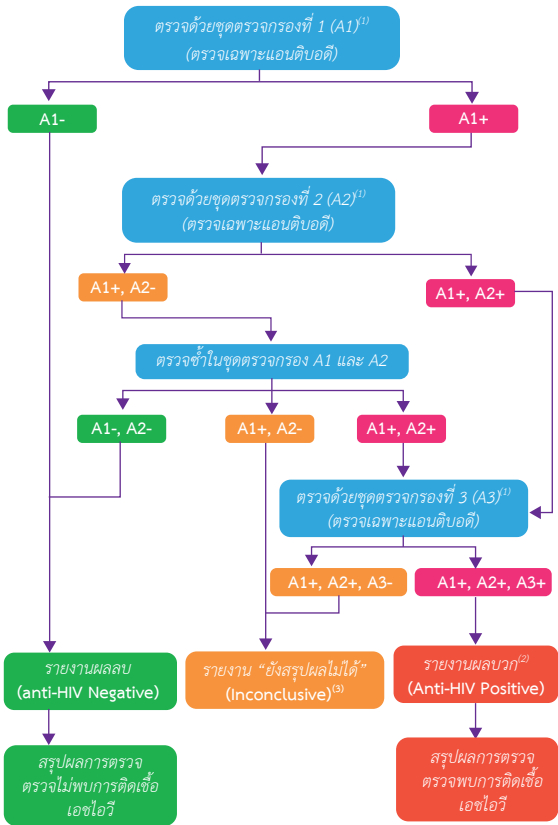 ตรวจด้วยชุดตรวจกรองที่ 1 (A1)(1)
(ตรวจเฉพาะแอนติบอดี)
A1-
A1+
ตรวจด้วยชุดตรวจกรองที่ 2 (A2)(1)
(ตรวจเฉพาะแอนติบอดี)
A1+, A2-
A1+, A2+
ตรวจซ้ำในชุดตรวจกรอง A1 และ A2
A1-, A2-
A1+, A2-
A1+, A2+
ตรวจด้วยชุดตรวจกรองที่ 3 (A3)(1)
(ตรวจเฉพาะแอนติบอดี)
A1+, A2+, A3-
A1+, A2+, A3+
รายงานผลลบ
(anti-HIV Negative)
รายงาน “ยังสรุปผลไม่ได้”
(Inconclusive)(3)
รายงานผลบวก(2)
(Anti-HIV Positive)
สรุปผลการตรวจ
ตรวจไม่พบการติดเชื้อ
เอชไอวี
สรุปผลการตรวจ
ตรวจพบการติดเชื้อ
เอชไอวี